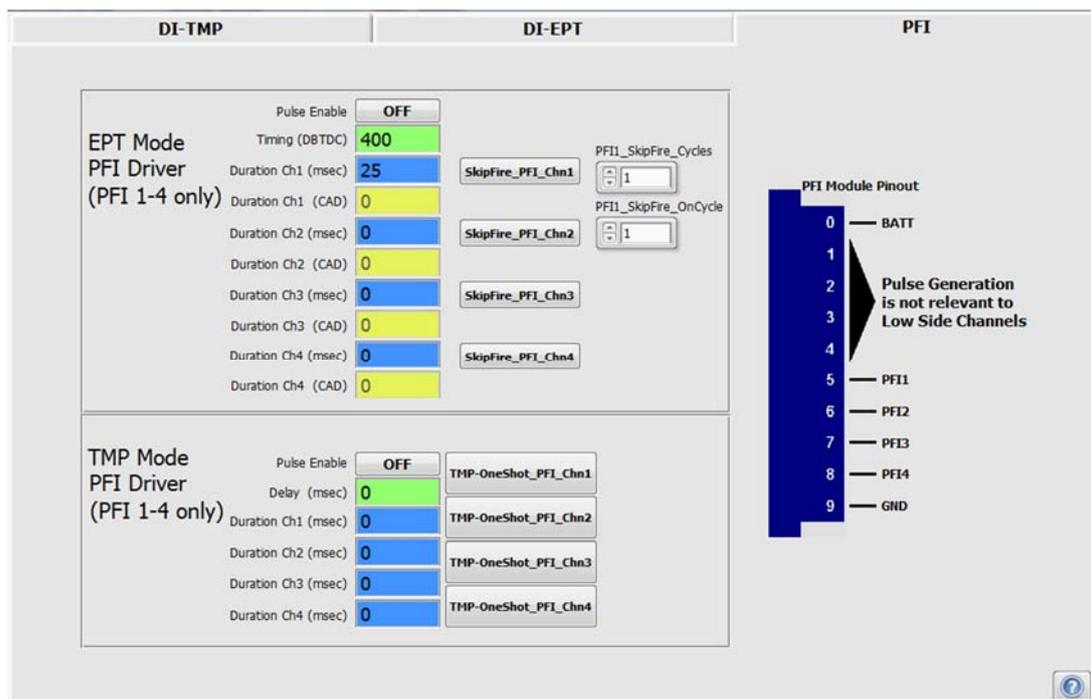 DI-TMP
DI-EPT
PFI
EPT Mode
PFI Driver
(PFI 1-4 only)
Pulse Enable OFF
Timing (DBTDC) 400
Duration Ch1 (msec) 25
Duration Ch1 (CAD) 0
Duration Ch2 (msec) 0
Duration Ch2 (CAD) 0
Duration Ch3 (msec) 0
Duration Ch3 (CAD) 0
Duration Ch4 (msec) 0
Duration Ch4 (CAD) 0
SkipFire_PFI_Chn1
SkipFire_PFI_Chn2
SkipFire_PFI_Chn3
SkipFire_PFI_Chn4
PFI1_SkipFire_Cycles
1
PFI1_SkipFire_OnCycle
1
TMP Mode
PFI Driver
(PFI 1-4 only)
Pulse Enable OFF
Delay (msec) 0
Duration Ch1 (msec) 0
Duration Ch2 (msec) 0
Duration Ch3 (msec) 0
Duration Ch4 (msec) 0
TMP-OneShot_PFI_Chn1
TMP-OneShot_PFI_Chn2
TMP-OneShot_PFI_Chn3
TMP-OneShot_PFI_Chn4
PFI Module Pinout
0 BATT
1
2
3
4
Pulse Generation
is not relevant to
Low Side Channels
5 PFI1
6 PFI2
7 PFI3
8 PFI4
9 GND
?